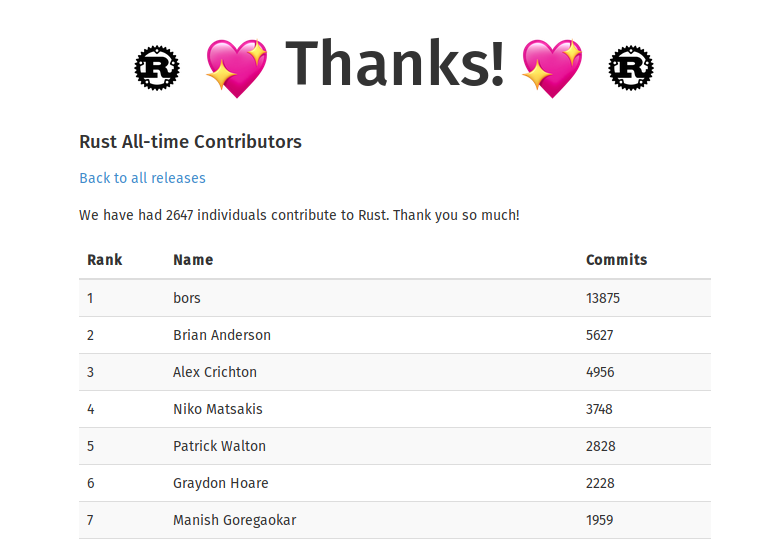 Thanks!
Rust All-time Contributors
Back to all releases
We have had 2647 individuals contribute to Rust. Thank you so much!
Rank Name Commits
1 bors 13875
2 Brian Anderson 5627
3 Alex Crichton 4956
4 Niko Matsakis 3748
5 Patrick Walton 2828
6 Graydon Hoare 2228
7 Manish Goregaokar 1959